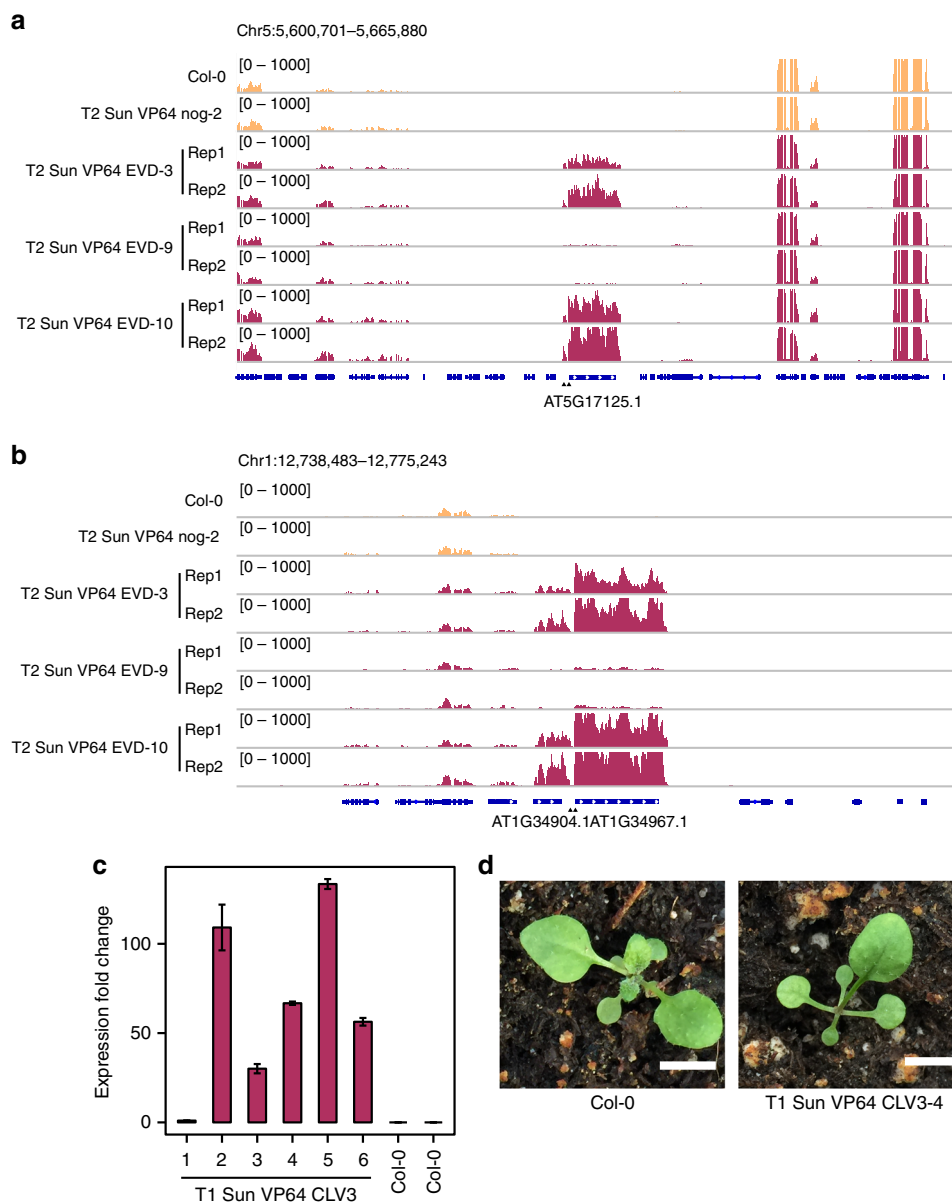 a
Chr5:5,600,701–5,665,880
Col-0 [0 – 1000]
T2 Sun VP64 nog-2 [0 – 1000]
T2 Sun VP64 EVD-3 Rep1 [0 – 1000]
Rep2 [0 – 1000]
T2 Sun VP64 EVD-9 Rep1 [0 – 1000]
Rep2 [0 – 1000]
T2 Sun VP64 EVD-10 Rep1 [0 – 1000]
Rep2 [0 – 1000]
AT5G17125.1
b
Chr1:12,738,483–12,775,243
Col-0 [0 – 1000]
T2 Sun VP64 nog-2 [0 – 1000]
T2 Sun VP64 EVD-3 Rep1 [0 – 1000]
Rep2 [0 – 1000]
T2 Sun VP64 EVD-9 Rep1 [0 – 1000]
Rep2 [0 – 1000]
T2 Sun VP64 EVD-10 Rep1 [0 – 1000]
Rep2 [0 – 1000]
AT1G34904.1AT1G34967.1
c
Expression fold change
100
50
0
1 2 3 4 5 6 Col-0 Col-0
T1 Sun VP64 CLV3
d
Col-0
T1 Sun VP64 CLV3-4